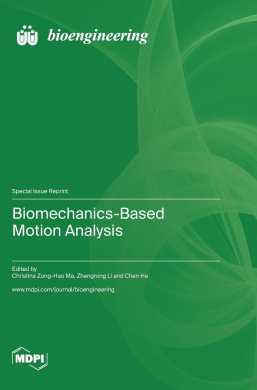 bioengineering
Special Issue Reprint
Biomechanics-Based
Motion Analysis
Edited by
Christina Zong-Hao Ma, Zhengrong Li and Chen He
www.mdpi.com/journal/bioengineering
MDPI